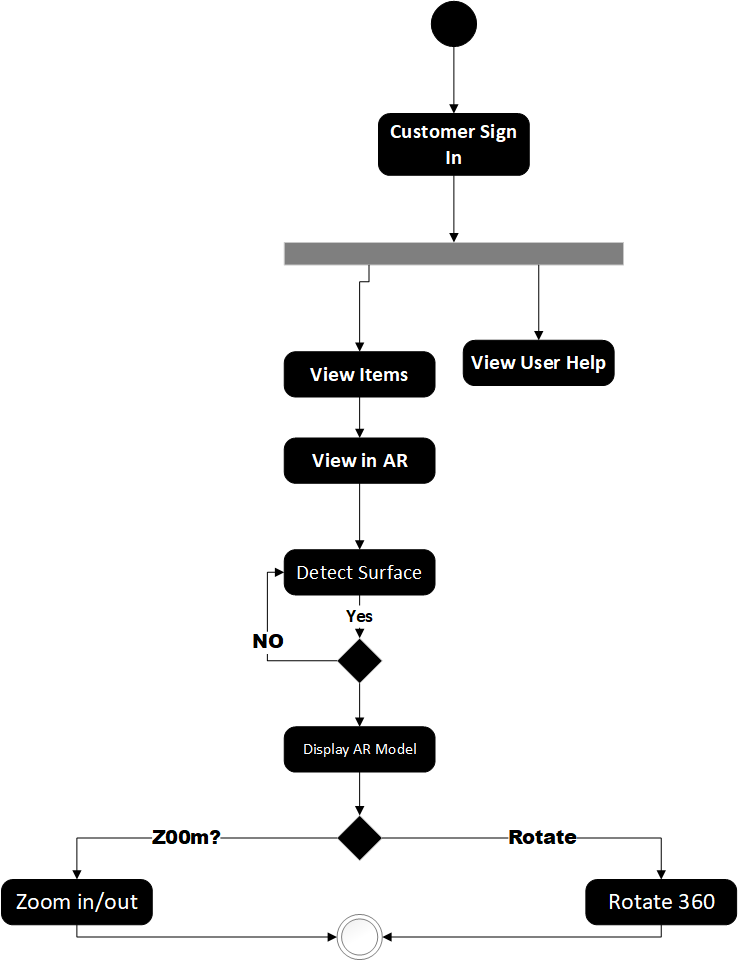 Customer Sign
In
View User Help
View Items
View in AR
Detect Surface
Yes
NO
Display AR Model
Z00m?
Rotate
Zoom in/out
Rotate 360